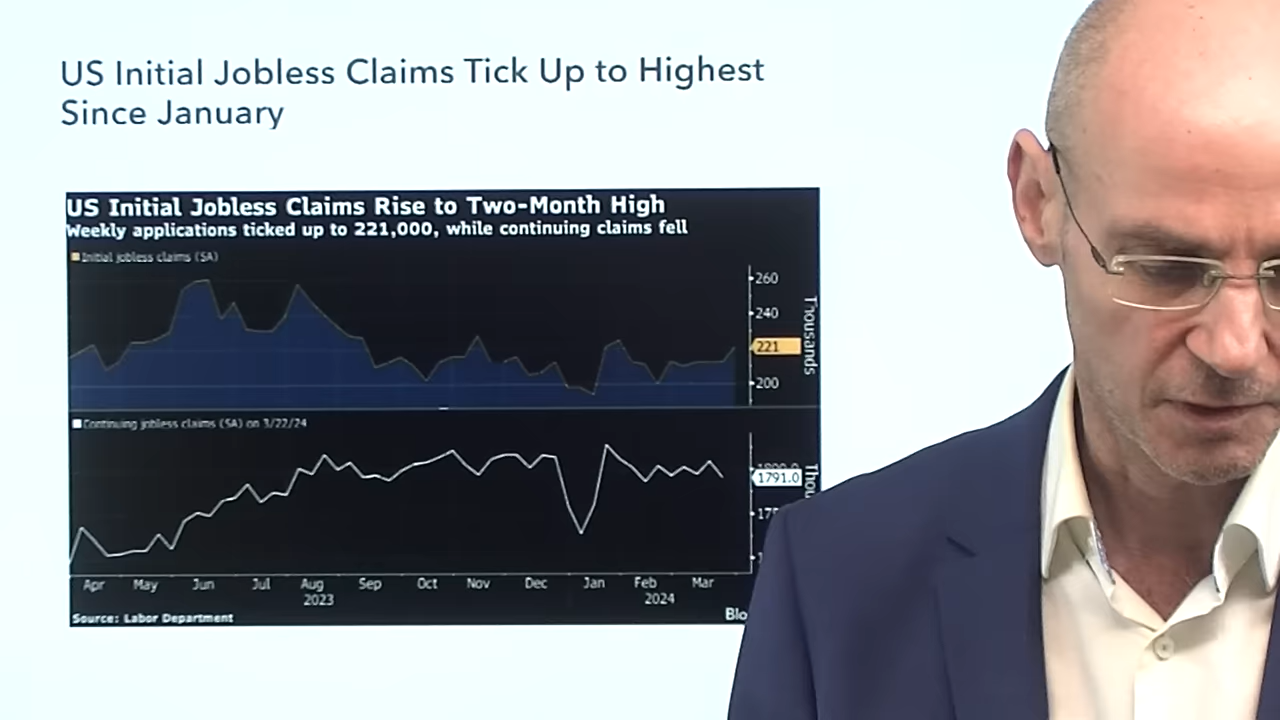 US Initial Jobless Claims Tick Up to Highest
Since January
US Initial Jobless Claims Rise to Two-Month High
Weekly applications ticked up to 221,000, while continuing claims fell
Initial jobless claims (SA)
260
240
221
200
Thousands
Continuing jobless claims (SA) on 3/22/24
1800.0
1791.0
Apr May Jun Jul Aug Sep Oct Nov Dec Jan Feb Mar
2023 2024
Source: Labor Department